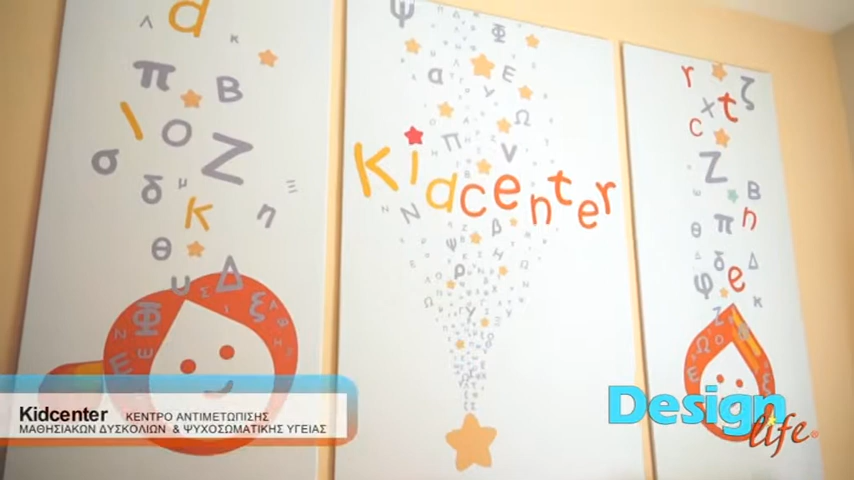 kidcenter
Kidcenter ΚΕΝΤΡΟ ΑΝΤΙΜΕΤΩΠΙΣΗΣ
ΜΑΘΗΣΙΑΚΩΝ ΔΥΣΚΟΛΙΩΝ & ΨΥΧΟΣΩΜΑΤΙΚΗΣ ΥΓΕΙΑΣ
Design
life®